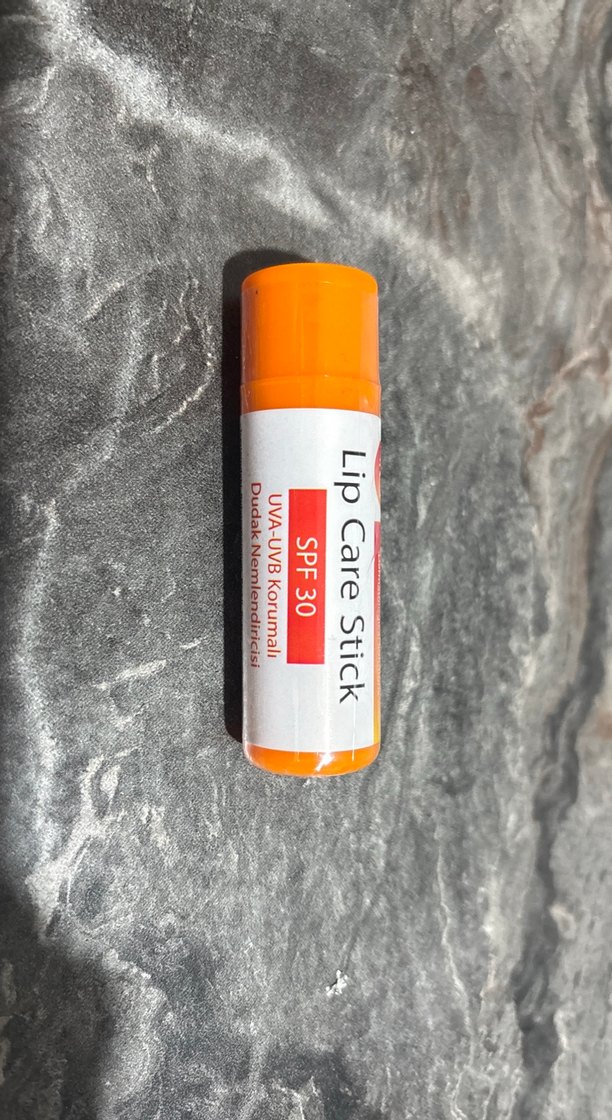 Lip Care Stick
SPF 30
UVA-UVB Korumalı
Dudak Nemlendiricisi